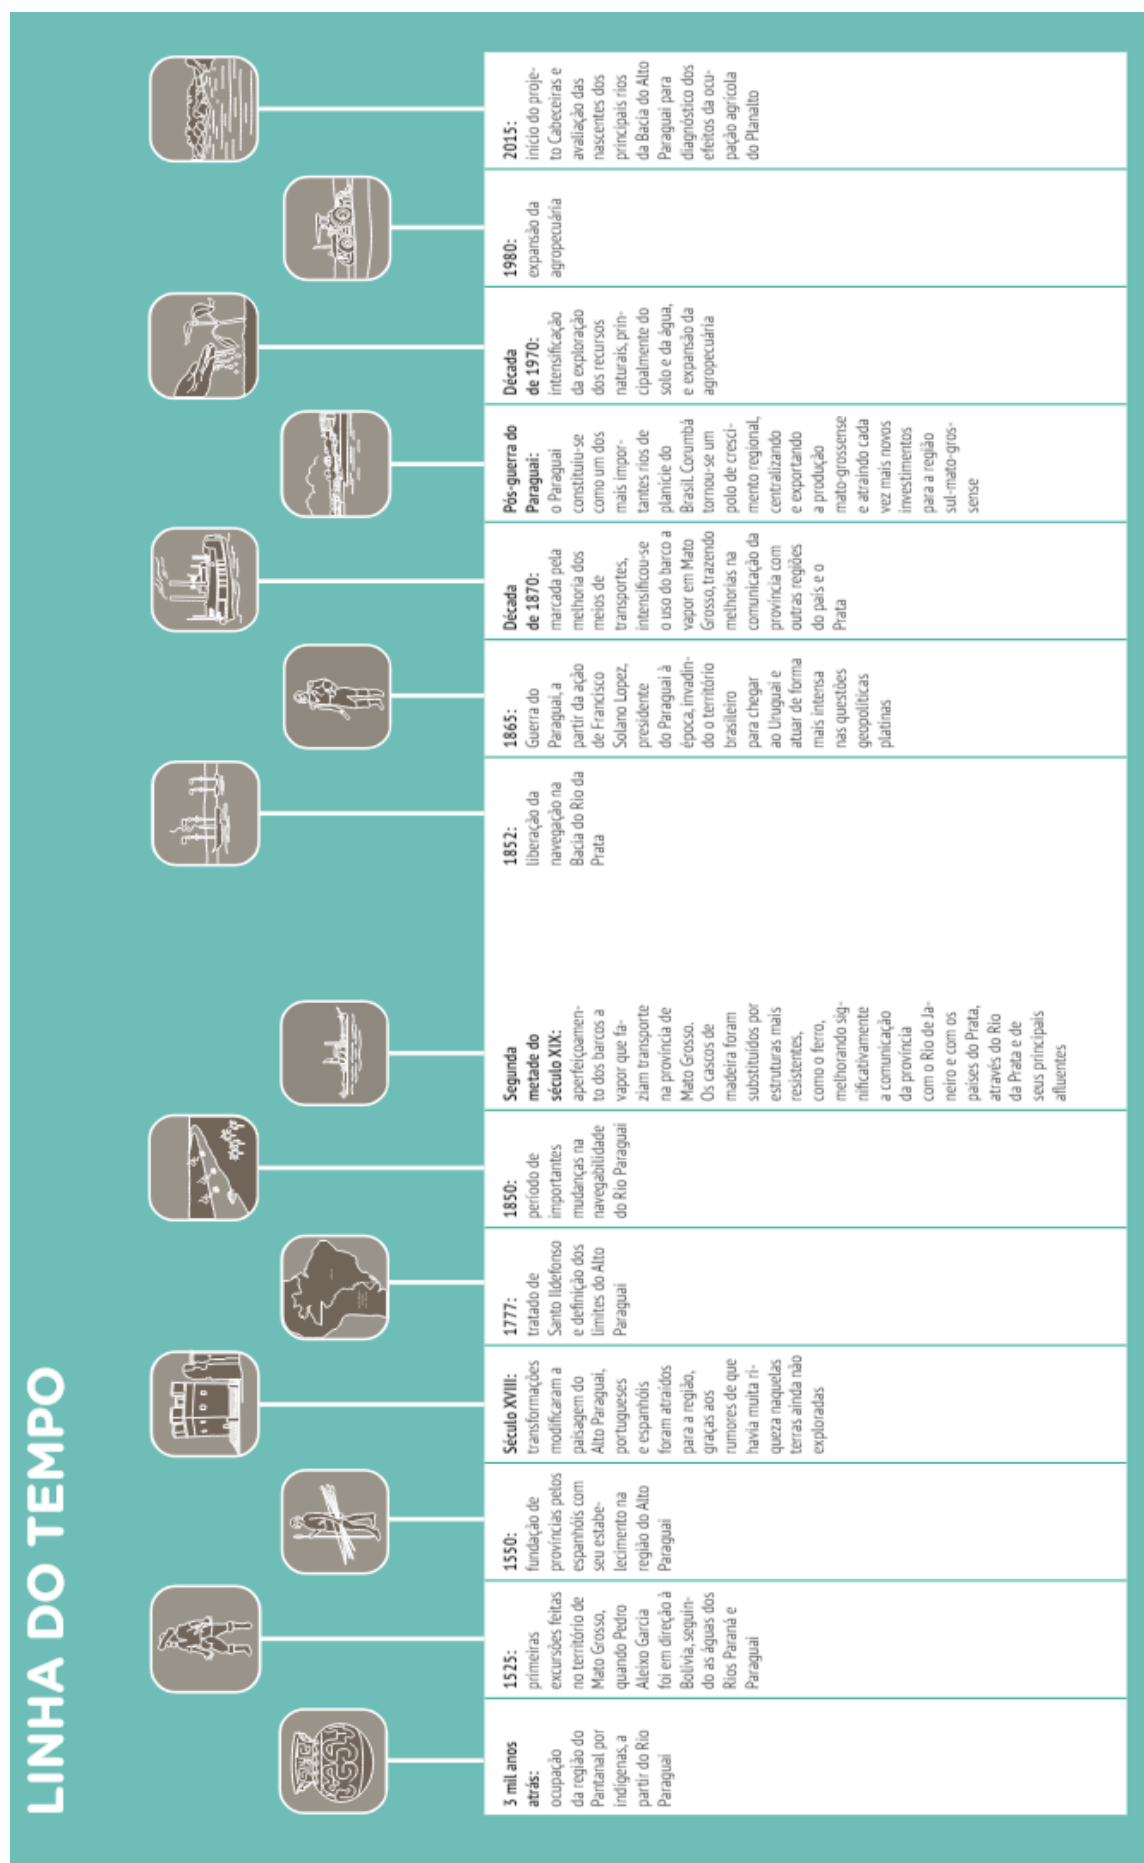 LINHA DO TEMPO
3 mil anos
atrás:
ocupação
da região do
Pantanal por
indígenas, a
partir do Rio
Paraguai
1525:
primeiras
excursões feitas
no território de
Mato Grosso,
quando Pedro
Aleixo Garcia
foi em direção à
Bolívia, seguin-
do as águas dos
Rios Paraná e
Paraguai
1550:
fundação de
províncias pelos
espanhóis com
seu estabe-
lecimento na
região do Alto
Paraguai
Século XVIII:
transformações
modificaram a
paisagem do
Alto Paraguai,
portugueses
e espanhóis
foram atraídos
para a região,
graças aos
rumores de que
havia muita ri-
queza naquelas
terras ainda não
exploradas
1777:
tratado de
Santo Ildefonso
e definição dos
limites do Alto
Paraguai
1850:
período de
importantes
mudanças na
navegabilidade
do Rio Paraguai
Segunda
metade do
século XIX:
aperfeiçoamen-
to dos barcos a
vapor que fa-
ziam transporte
na província de
Mato Grosso.
Os cascos de
madeira foram
substituídos por
estruturas mais
resistentes,
como o ferro,
melhorando sig-
nificativamente
a comunicação
da província
com o Rio de Ja-
neiro e com os
países do Prata,
através do Rio
da Prata e de
seus principais
afluentes
1852:
liberação da
navegação na
Bacia do Rio da
Prata
1865:
Guerra do
Paraguai, a
partir da ação
de Francisco
Solano Lopez,
presidente
do Paraguai à
época, invadin-
do o território
brasileiro
para chegar
ao Uruguai e
atuar de forma
mais intensa
nas questões
geopolíticas
platinas
Década
de 1870:
marcada pela
melhoria dos
meios de
transportes,
intensificou-se
o uso do barco a
vapor em Mato
Grosso, trazendo
melhorias na
comunicação da
província com
outras regiões
do país e o
Prata
Pós-guerra do
Paraguai:
o Paraguai
constituiu-se
como um dos
mais impor-
tantes rios de
planície do
Brasil. Corumbá
tornou-se um
polo de cresci-
mento regional,
centralizando
e exportando
a produção
mato-grossense
e atraindo cada
vez mais novos
investimentos
para a região
sul-mato-gros-
sense
Década
de 1970:
intensificação
da exploração
dos recursos
naturais, prin-
cipalmente do
solo e da água,
e expansão da
agropecuária
1980:
expansão da
agropecuária
2015:
início do proje-
to Cabeceiras e
avaliação das
nascentes dos
principais rios
da Bacia do Alto
Paraguai para
diagnóstico dos
efeitos da ocu-
pação agrícola
do Planalto